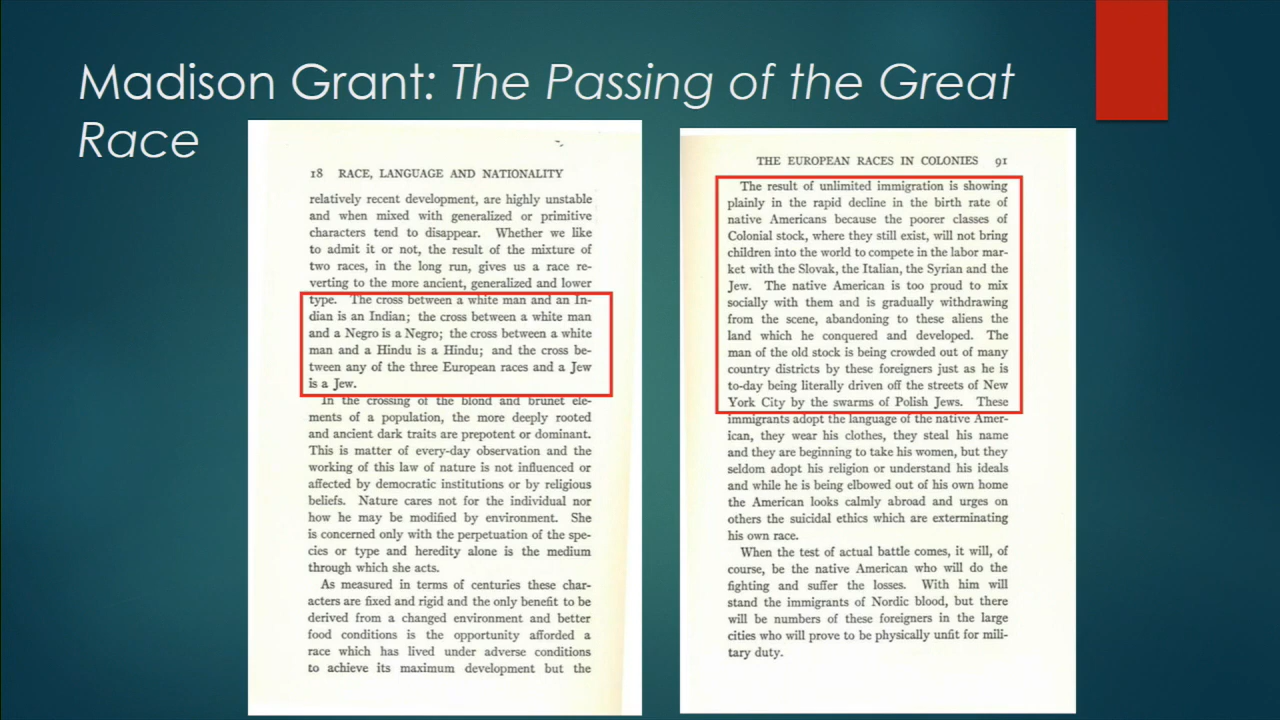 Madison Grant: The Passing of the Great
Race
18 RACE, LANGUAGE AND NATIONALITY
relatively recent development, are highly unstable
and when mixed with generalized or primitive
characters tend to disappear. Whether we like
to admit it or not, the result of the mixture of
two races, in the long run, gives us a race re-
verting to the more ancient, generalized and lower
type. The cross between a white man and an In-
dian is an Indian; the cross between a white man
and a Negro is a Negro; the cross between a white
man and a Hindu is a Hindu; and the cross be-
tween any of the three European races and a Jew
is a Jew.
In the crossing of the blond and brunet ele-
ments of a population, the more deeply rooted
and ancient dark traits are prepotent or dominant.
This is matter of every-day observation and the
working of this law of nature is not influenced or
affected by democratic institutions or by religious
beliefs. Nature cares not for the individual nor
how he may be modified by environment. She
is concerned only with the perpetuation of the spe-
cies or type and heredity alone is the medium
through which she acts.
As measured in terms of centuries these char-
acters are fixed and rigid and the only benefit to be
derived from a changed environment and better
food conditions is the opportunity afforded a
race which has lived under adverse conditions
to achieve its maximum development but the
THE EUROPEAN RACES IN COLONIES 91
The result of unlimited immigration is showing
plainly in the rapid decline in the birth rate of
native Americans because the poorer classes of
Colonial stock, where they still exist, will not bring
children into the world to compete in the labor mar-
ket with the Slovak, the Italian, the Syrian and the
Jew. The native American is too proud to mix
socially with them and is gradually withdrawing
from the scene, abandoning to these aliens the
land which he conquered and developed. The
man of the old stock is being crowded out of many
country districts by these foreigners just as he is
to-day being literally driven off the streets of New
York City by the swarms of Polish Jews. These
immigrants adopt the language of the native Amer-
ican, they wear his clothes, they steal his name
and they are beginning to take his women, but they
seldom adopt his religion or understand his ideals
and while he is being elbowed out of his own home
the American looks calmly abroad and urges on
others the suicidal ethics which are exterminating
his own race.
When the test of actual battle comes, it will, of
course, be the native American who will do the
fighting and suffer the losses. With him will
stand the immigrants of Nordic blood, but there
will be numbers of these foreigners in the large
cities who will prove to be physically unfit for mili-
tary duty.